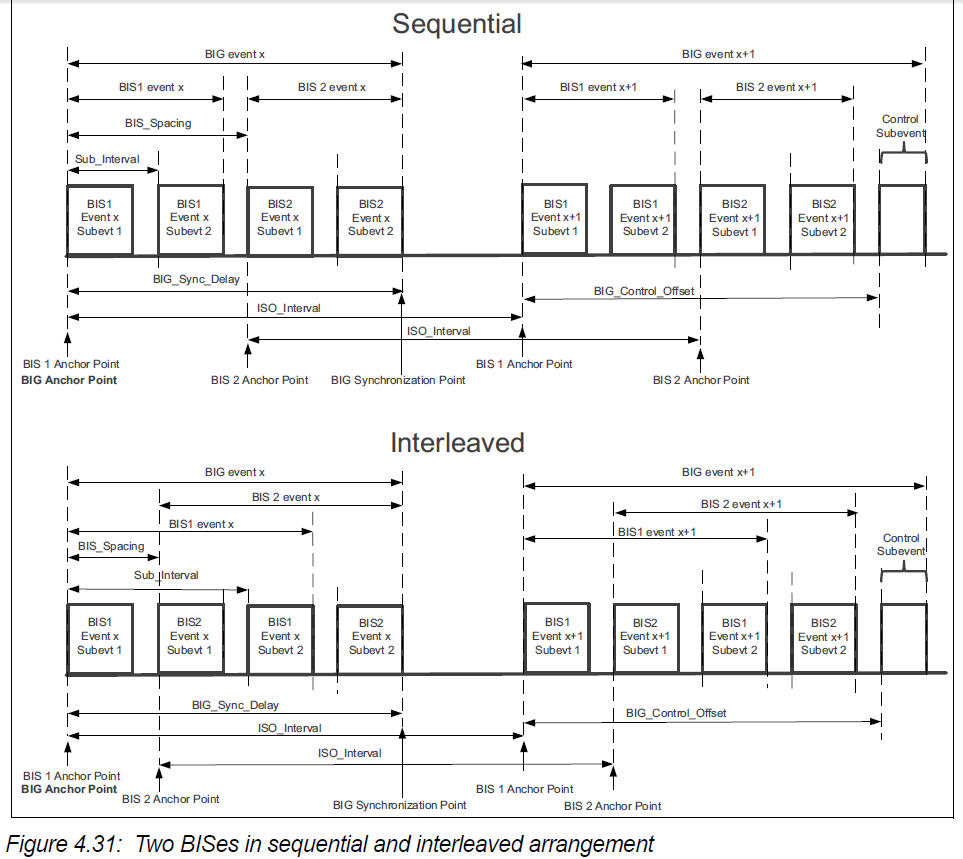 Sequential
BIG event x
BIG event x+1
BIS1 event x
BIS 2 event x
BIS1 event x+1
BIS 2 event x+1
BIS_Spacing
Control
Subevent
Sub_Interval
BIS1
Event x
Subevt 1
BIS1
Event x
Subevt 2
BIS2
Event x
Subevt 1
BIS2
Event x
Subevt 2
BIS1
Event x+1
Subevt 1
BIS1
Event x+1
Subevt 2
BIS2
Event x+1
Subevt 1
BIS2
Event x+1
Subevt 2
BIG_Sync_Delay
BIG_Control_Offset
ISO_Interval
ISO_Interval
BIS 1 Anchor Point
BIG Anchor Point
BIS 2 Anchor Point
BIG Synchronization Point
BIS 1 Anchor Point
BIS 2 Anchor Point
Interleaved
BIG event x
BIG event x+1
BIS 2 event x
BIS 2 event x+1
BIS1 event x
BIS1 event x+1
BIS_Spacing
Control
Subevent
Sub_Interval
BIS1
Event x
Subevt 1
BIS2
Event x
Subevt 1
BIS1
Event x
Subevt 2
BIS2
Event x
Subevt 2
BIS1
Event x+1
Subevt 1
BIS2
Event x+1
Subevt 1
BIS1
Event x+1
Subevt 2
BIS2
Event x+1
Subevt 2
BIG_Sync_Delay
BIG_Control_Offset
ISO_Interval
ISO_Interval
BIS 1 Anchor Point
BIG Anchor Point
BIS 2 Anchor Point
BIG Synchronization Point
BIS 1 Anchor Point
BIS 2 Anchor Point
Figure 4.31: Two BISes in sequential and interleaved arrangement